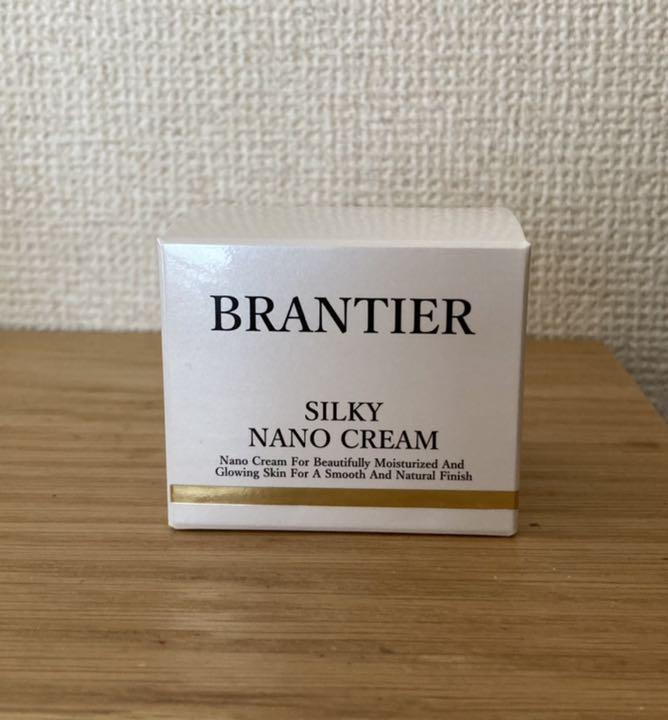 BRANTIER
SILKY
NANO CREAM
Nano Cream For Beautifully Moisturized And
Glowing Skin For A Smooth And Natural Finish